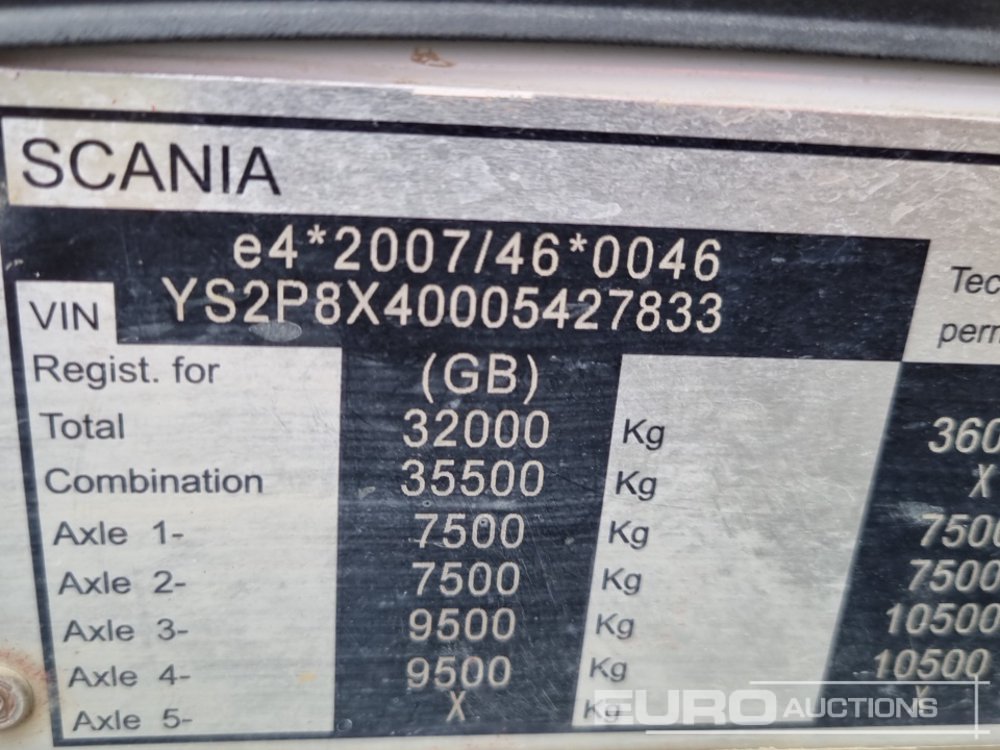 SCANIA
e4*2007/46*0046
VIN YS2P8X40005427833
Regist. for (GB)
Total 32000 Kg
Combination 35500 Kg X
Axle 1- 7500 Kg 7500
Axle 2- 7500 Kg 7500
Axle 3- 9500 Kg 10500
Axle 4- 9500 Kg 10500
Axle 5- X Kg X
EURO AUCTIONS